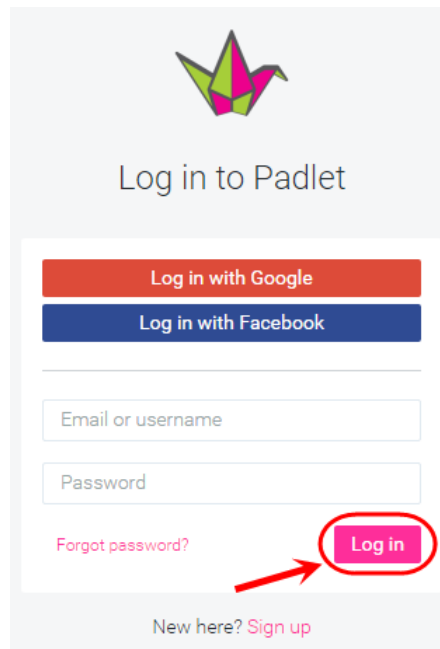 Log in to Padlet
Log in with Google
Log in with Facebook
Email or username
Password
Forgot password? Log in
New here? Sign up